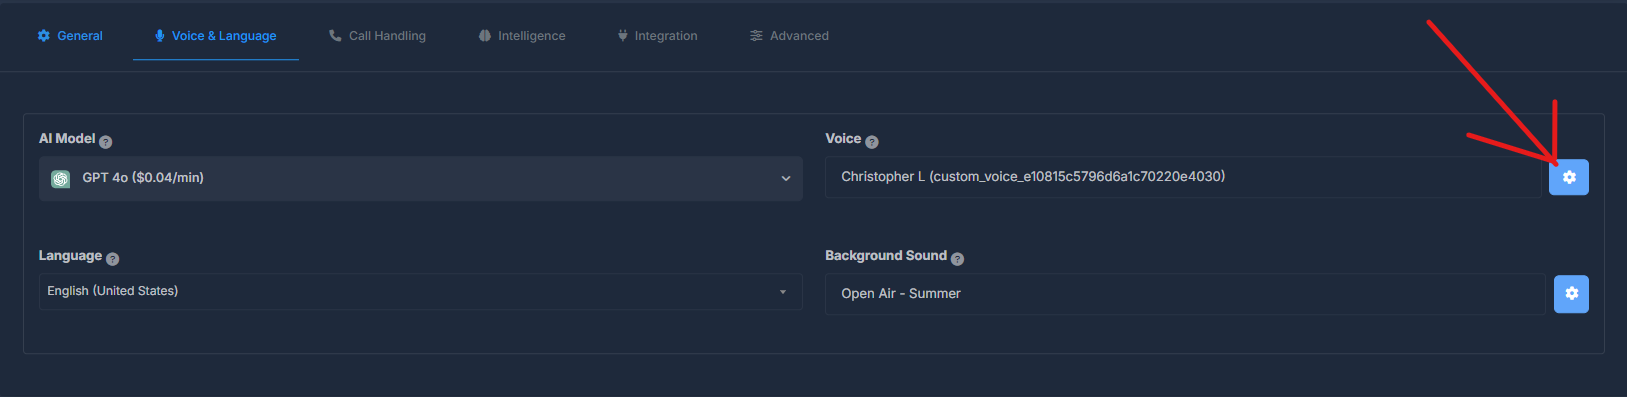 General
Voice & Language
Call Handling
Intelligence
Integration
Advanced
AI Model ?
Voice ?
GPT 4o ($0.04/min)
Christopher L (custom_voice_e10815c5796d6a1c70220e4030)
Language ?
Background Sound ?
English (United States)
Open Air - Summer